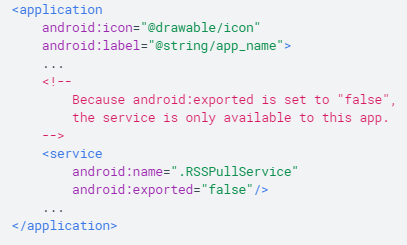 <application
    android:icon="@drawable/icon"
    android:label="@string/app_name">
    ...
    <!--
        Because android:exported is set to "false",
        the service is only available to this app.
    -->
    <service
        android:name=".RSSPullService"
        android:exported="false"/>
    ...
</application>